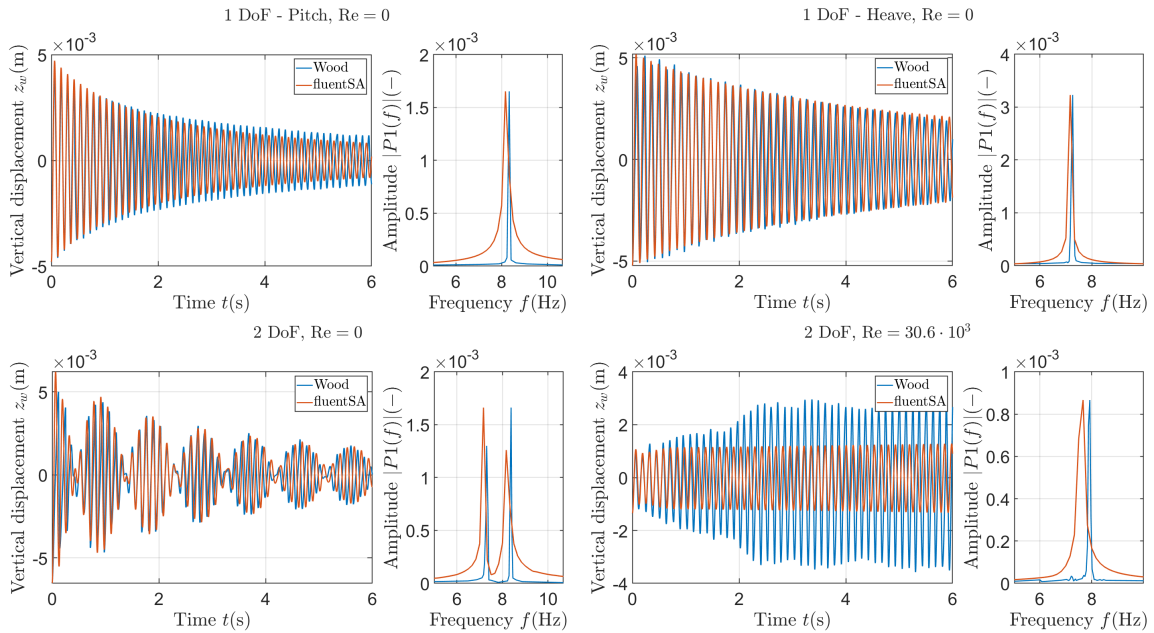 1 DoF - Pitch, Re = 0
×10⁻³
Vertical displacement z_w(m)
5
0
-5
0
2
4
6
Time t(s)
Wood
fluentSA
×10⁻³
Amplitude |P1(f)|(−)
2
1.5
1
0.5
0
6
8
10
Frequency f(Hz)
1 DoF - Heave, Re = 0
×10⁻³
Vertical displacement z_w(m)
5
0
-5
0
2
4
6
Time t(s)
Wood
fluentSA
×10⁻³
Amplitude |P1(f)|(−)
4
3
2
1
0
6
8
Frequency f(Hz)
2 DoF, Re = 0
×10⁻³
Vertical displacement z_w(m)
5
0
-5
0
2
4
6
Time t(s)
Wood
fluentSA
×10⁻³
Amplitude |P1(f)|(−)
2
1.5
1
0.5
0
6
8
10
Frequency f(Hz)
2 DoF, Re = 30.6 · 10³
×10⁻³
Vertical displacement z_w(m)
4
2
0
-2
-4
0
2
4
6
Time t(s)
Wood
fluentSA
×10⁻³
Amplitude |P1(f)|(−)
1
0.8
0.6
0.4
0.2
0
6
8
Frequency f(Hz)